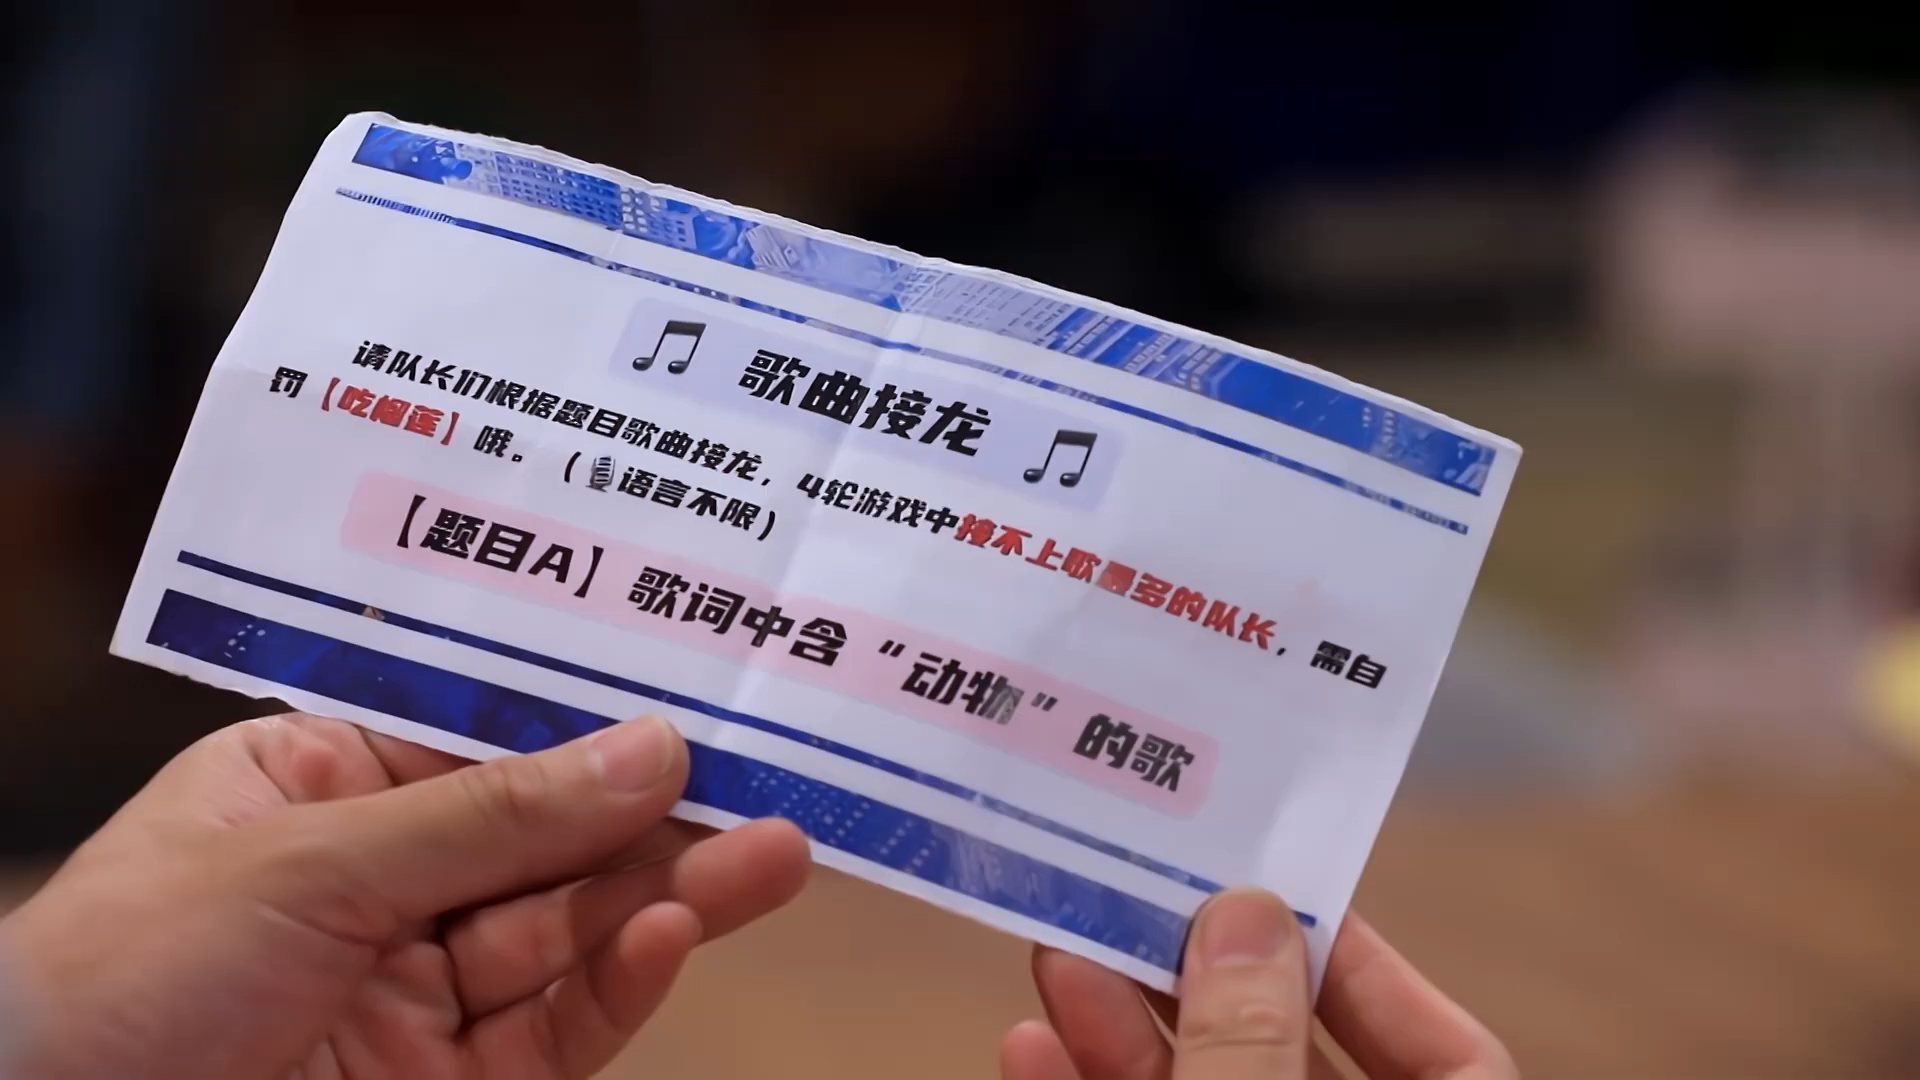 歌曲接龙
请队长们根据题目歌曲接龙，4轮游戏中接不上歌最多的队长，需自
罚【吃榴莲】哦。（语言不限）
【题目A】歌词中含“动物”的歌